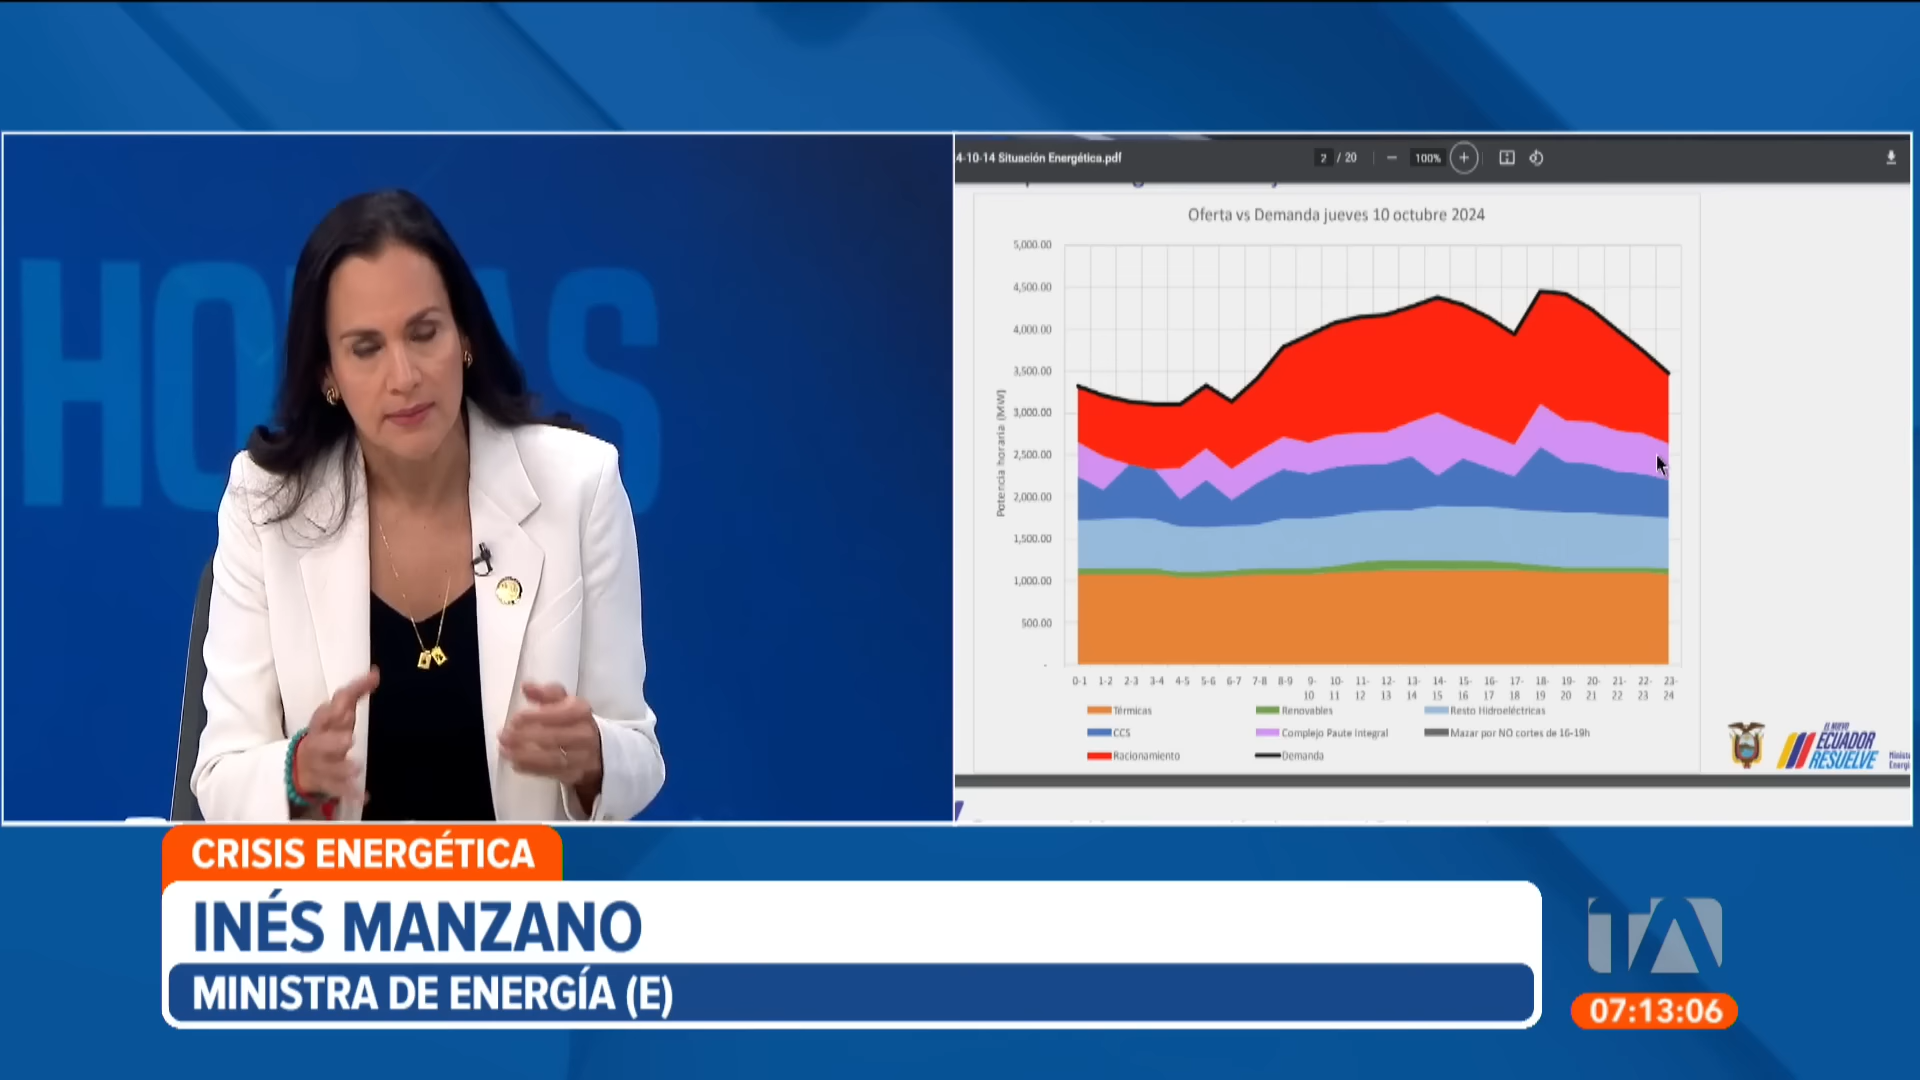 HORAS
4-10-14 Situación Energética.pdf
2 / 20
100%
Oferta vs Demanda jueves 10 octubre 2024
Potencia horaria (MW)
5,000.00
4,500.00
4,000.00
3,500.00
3,000.00
2,500.00
2,000.00
1,500.00
1,000.00
500.00
-
0-1 1-2 2-3 3-4 4-5 5-6 6-7 7-8 8-9 9-10 10-11 11-12 12-13 13-14 14-15 15-16 16-17 17-18 18-19 19-20 20-21 21-22 22-23 23-24
Térmicas Renovables Resto Hidroeléctricas
CCS Complejo Paute Integral Mazar por NO cortes de 16-19h
Racionamiento Demanda
EL NUEVO
ECUADOR
RESUELVE
CRISIS ENERGÉTICA
INÉS MANZANO
MINISTRA DE ENERGÍA (E)
TA
07:13:06